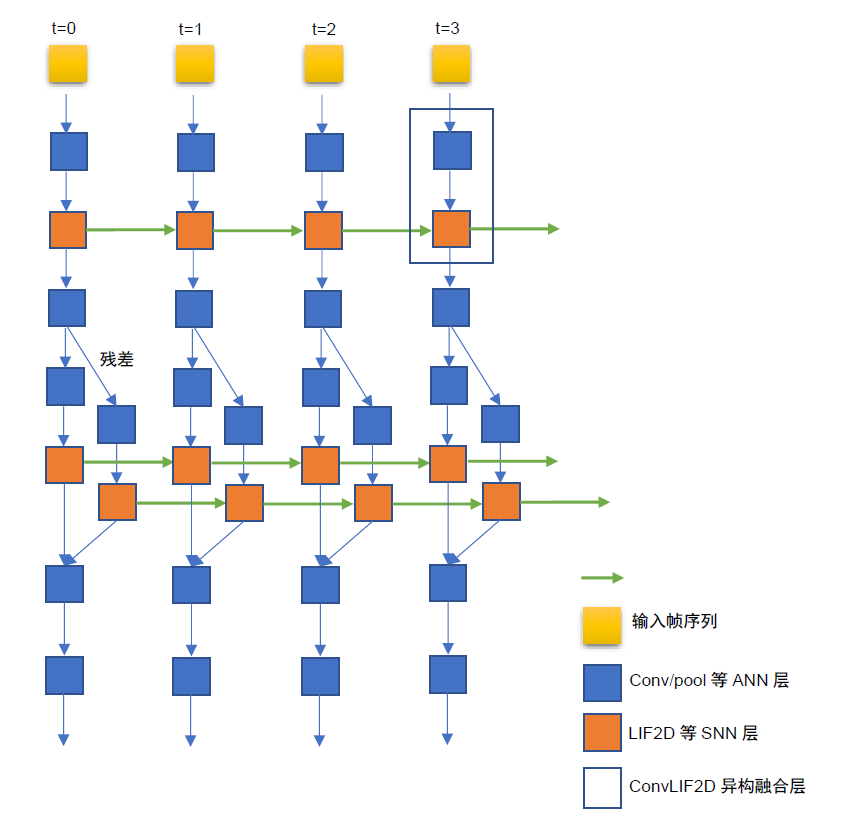 t=0
t=1
t=2
t=3
残差
输入帧序列
Conv/pool 等 ANN 层
LIF2D 等 SNN 层
ConvLIF2D 异构融合层